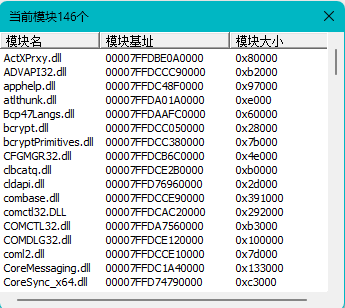 当前模块146个
模块名 模块基址 模块大小
ActXPrxy.dll 00007FFDBE0A0000 0x80000
ADVAPI32.dll 00007FFDCCC90000 0xb2000
apphelp.dll 00007FFDC48F0000 0x97000
atlthunk.dll 00007FFDA01A0000 0xe000
Bcp47Langs.dll 00007FFDAAFC0000 0x60000
bcrypt.dll 00007FFDCC050000 0x28000
bcryptPrimitives.dll 00007FFDCC380000 0x7b000
CFGMGR32.dll 00007FFDCB6C0000 0x4e000
clbcatq.dll 00007FFDCE2B0000 0xb0000
cldapi.dll 00007FFD76960000 0x2d000
combase.dll 00007FFDCCE90000 0x391000
comctl32.DLL 00007FFDCAC20000 0x292000
COMCTL32.dll 00007FFDA7560000 0xb3000
COMDLG32.dll 00007FFDCE120000 0x100000
coml2.dll 00007FFDCCE10000 0x7d000
CoreMessaging.dll 00007FFDC1A40000 0x133000
CoreSync_x64.dll 00007FFD74790000 0xc3000